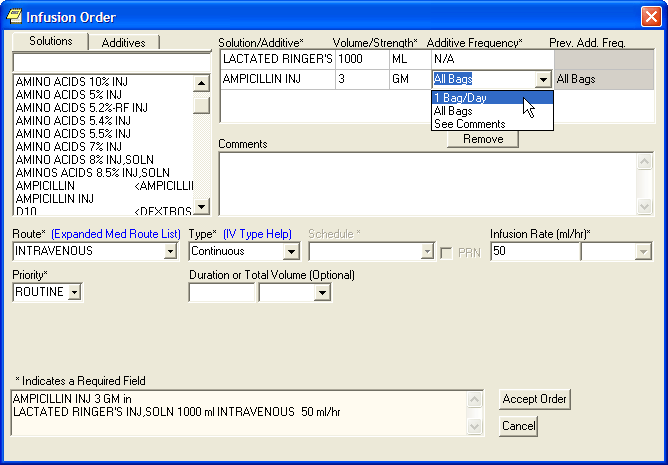 Infusion Order
Solutions Additives
Solution/Additive* Volume/Strength* Additive Frequency* Prev. Add. Freq.
LACTATED RINGER'S 1000 ML N/A
AMPICILLIN INJ 3 GM All Bags All Bags
1 Bag/Day
All Bags
See Comments
Remove
AMINO ACIDS 10% INJ
AMINO ACIDS 5% INJ
AMINO ACIDS 5.2%-RF INJ
AMINO ACIDS 5.4% INJ
AMINO ACIDS 5.5% INJ
AMINO ACIDS 7% INJ
AMINO ACIDS 8% INJ,SOLN
AMINOS ACIDS 8.5% INJ,SOLN
AMPICILLIN <AMPICILLI
AMPICILLIN INJ
D10 <DEXTROS
Comments
Route* (Expanded Med Route List) Type* (IV Type Help) Schedule * Infusion Rate (ml/hr)*
INTRAVENOUS Continuous PRN 50
Priority* Duration or Total Volume (Optional)
ROUTINE
* Indicates a Required Field
AMPICILLIN INJ 3 GM in
LACTATED RINGER'S INJ,SOLN 1000 ml INTRAVENOUS 50 ml/hr
Accept Order
Cancel